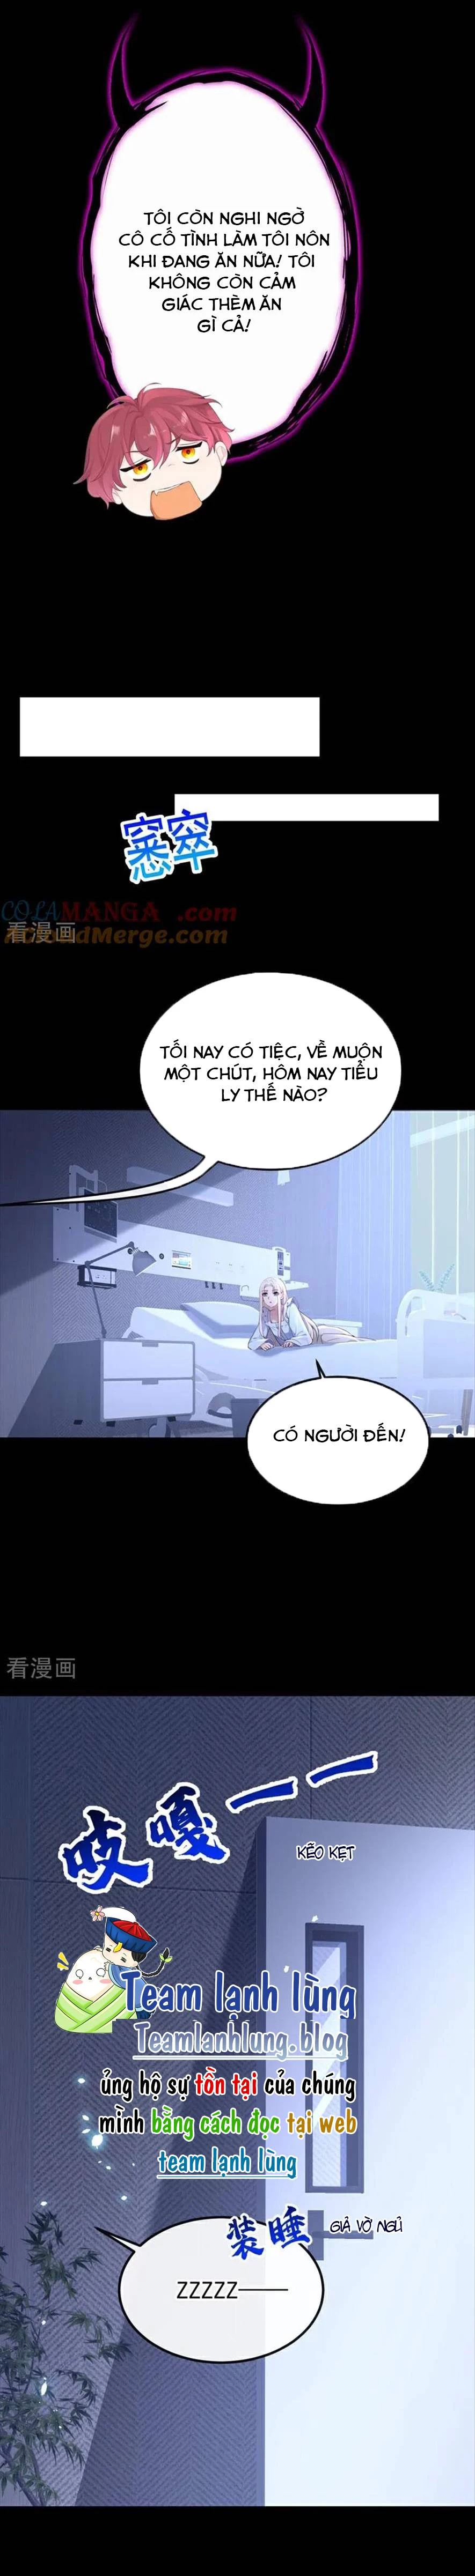 TÔI CÒN NGHI NGỜ
CÔ CỐ TÌNH LÀM TÔI NÔN
KHI ĐANG ĂN NỮA! TÔI
KHÔNG CÒN CẢM
GIÁC THÈM ĂN
GÌ CẢ!
窸窣
COLAMANGA.com
看漫画
AcloudMerge.com
TỐI NAY CÓ TIỆC, VỀ MUỘN
MỘT CHÚT, HÔM NAY TIỂU
LY THẾ NÀO?
CÓ NGƯỜI ĐẾN!
看漫画
吱嘎一一
KẼO KẸT
Team lạnh lùng
Teamlanhlung.blog
ủng hộ sự tồn tại của chúng
mình bằng cách đọc tại web
team lạnh lùng
装睡
GIẢ VỜ NGỦ
ZZZZZ——